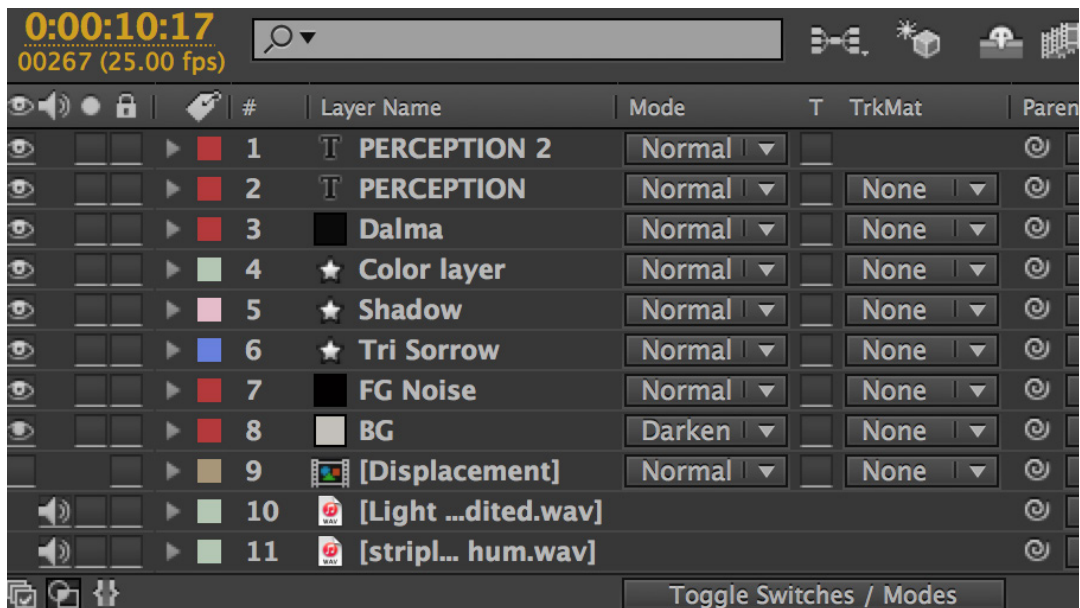 0:00:10:17
00267 (25.00 fps)
# Layer Name Mode T TrkMat Paren
1 T PERCEPTION 2 Normal
2 T PERCEPTION Normal None
3 Dalma Normal None
4 Color layer Normal None
5 Shadow Normal None
6 Tri Sorrow Normal None
7 FG Noise Normal None
8 BG Darken None
9 [Displacement] Normal None
10 WAV [Light ...dited.wav]
11 WAV [stripl... hum.wav]
Toggle Switches / Modes